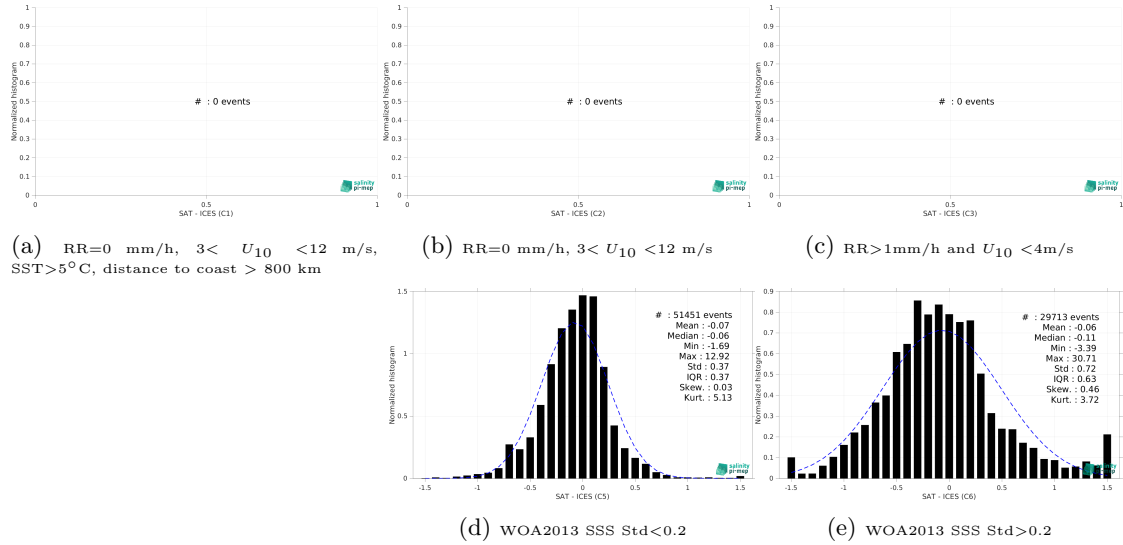 1
0.9
0.8
0.7
0.6
0.5
0.4
0.3
0.2
0.1
0
Normalized histogram
# : 0 events
salinity
pi-mep
0 0.5 1
SAT - ICES (C1)
(a) RR=0 mm/h, 3< U10 <12 m/s,
SST>5°C, distance to coast > 800 km
1
0.9
0.8
0.7
0.6
0.5
0.4
0.3
0.2
0.1
0
Normalized histogram
# : 0 events
salinity
pi-mep
0 0.5 1
SAT - ICES (C2)
(b) RR=0 mm/h, 3< U10 <12 m/s
1
0.9
0.8
0.7
0.6
0.5
0.4
0.3
0.2
0.1
0
Normalized histogram
# : 0 events
salinity
pi-mep
0 0.5 1
SAT - ICES (C3)
(c) RR>1mm/h and U10 <4m/s
1.5
1
0.5
0
Normalized histogram
# : 51451 events
Mean : -0.07
Median : -0.06
Min : -1.69
Max : 12.92
Std : 0.37
IQR : 0.37
Skew. : 0.03
Kurt. : 5.13
salinity
pi-mep
-1.5 -1 -0.5 0 0.5 1 1.5
SAT - ICES (C5)
(d) WOA2013 SSS Std<0.2
0.9
0.8
0.7
0.6
0.5
0.4
0.3
0.2
0.1
0
Normalized histogram
# : 29713 events
Mean : -0.06
Median : -0.11
Min : -3.39
Max : 30.71
Std : 0.72
IQR : 0.63
Skew. : 0.46
Kurt. : 3.72
salinity
pi-mep
-1.5 -1 -0.5 0 0.5 1 1.5
SAT - ICES (C6)
(e) WOA2013 SSS Std>0.2